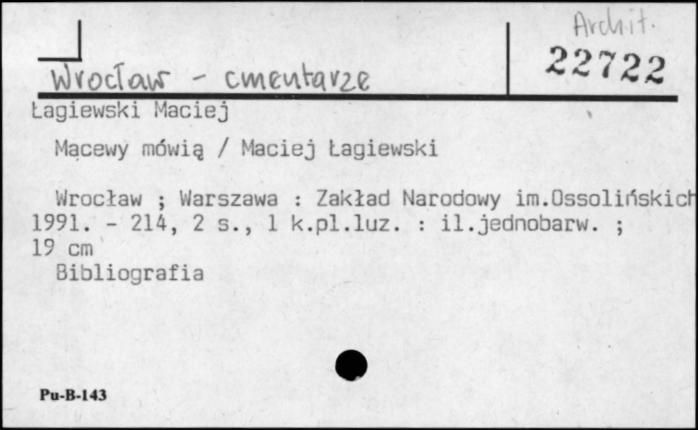 Archit.
22722
Wrocław - cmentarze
Łagiewski Maciej
Macewy mówią / Maciej Łagiewski
Wrocław ; Warszawa : Zakład Narodowy im.Ossolińskich
1991. - 214, 2 s., 1 k.pl.luz. : il.jednobarw. ;
19 cm
Bibliografia
Pu-B-143